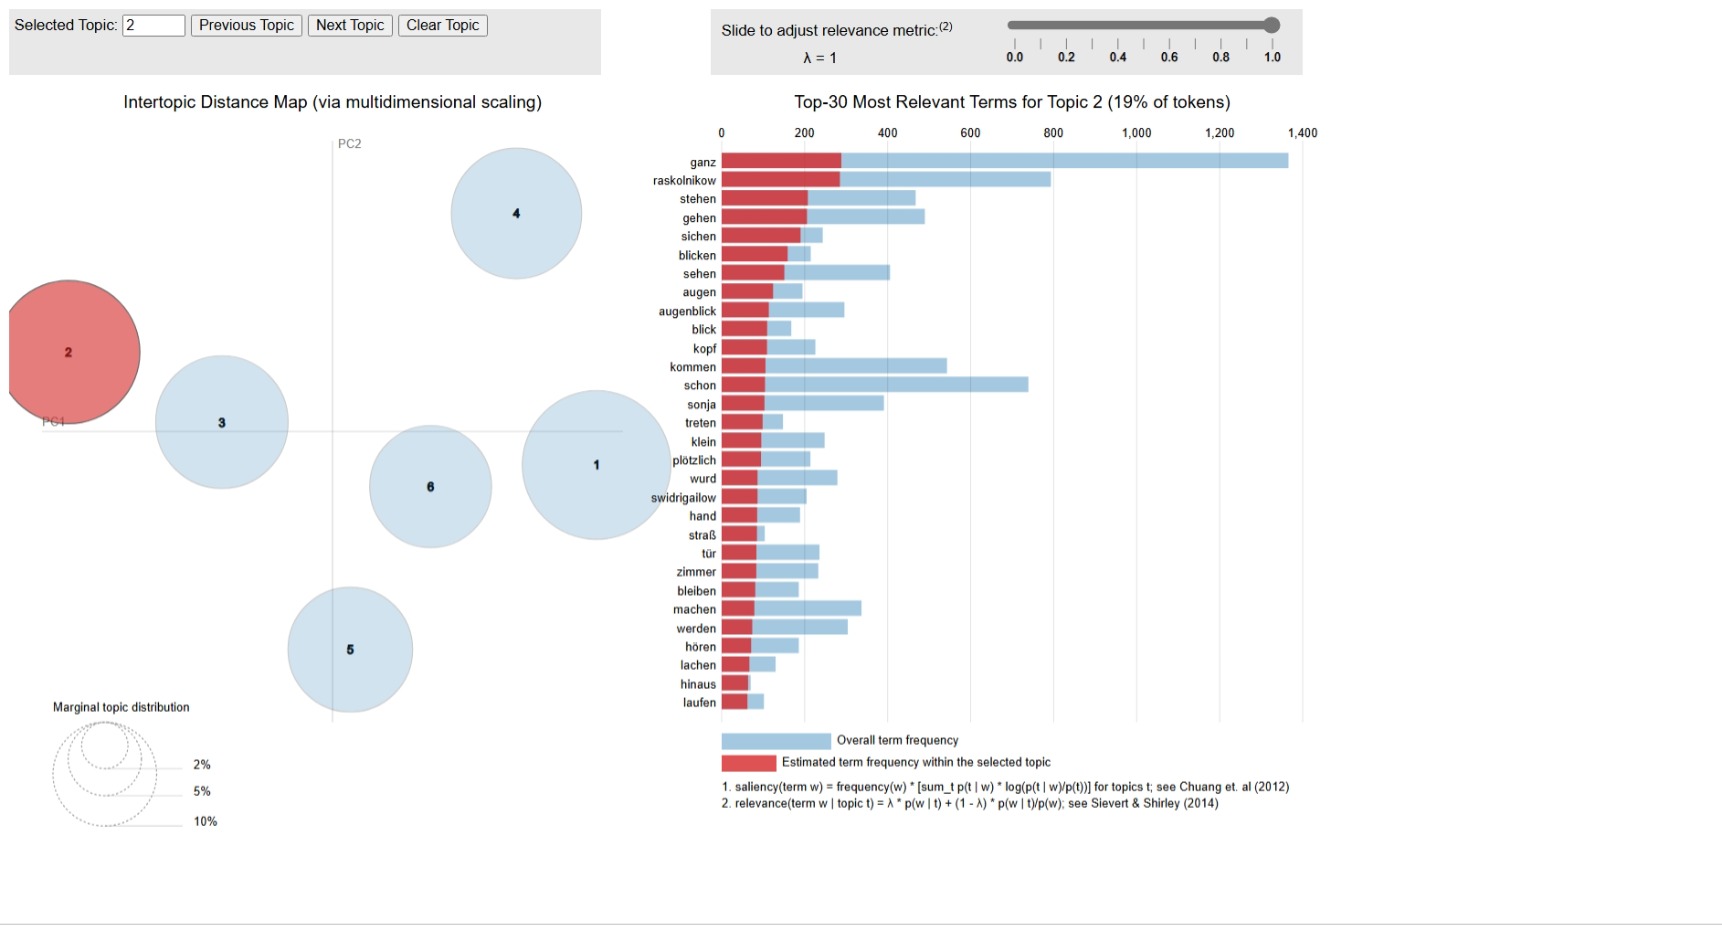 Selected Topic: 2 Previous Topic Next Topic Clear Topic
Slide to adjust relevance metric:(2)
λ = 1
0.0 0.2 0.4 0.6 0.8 1.0
Intertopic Distance Map (via multidimensional scaling)
PC2
4
2
PC1
3
1
6
5
Marginal topic distribution
2%
5%
10%
Top-30 Most Relevant Terms for Topic 2 (19% of tokens)
0 200 400 600 800 1,000 1,200 1,400
ganz
raskolnikow
stehen
gehen
sichen
blicken
sehen
augen
augenblick
blick
kopf
kommen
schon
sonja
treten
klein
plötzlich
wurd
swidrigailow
hand
straß
tür
zimmer
bleiben
machen
werden
hören
lachen
hinaus
laufen
Overall term frequency
Estimated term frequency within the selected topic
1. saliency(term w) = frequency(w) * [sum_t p(t | w) * log(p(t | w)/p(t))] for topics t; see Chuang et. al (2012)
2. relevance(term w | topic t) = λ * p(w | t) + (1 - λ) * p(w | t)/p(w); see Sievert & Shirley (2014)